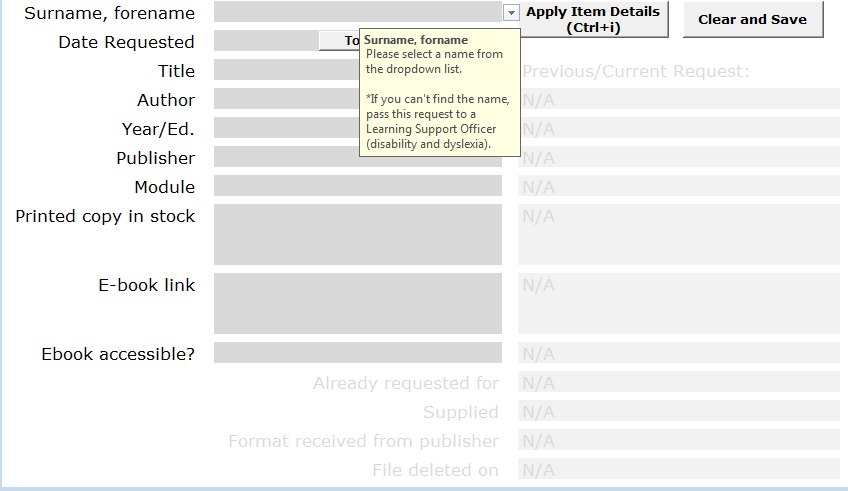 Surname, forename
Apply Item Details
(Ctrl+i)
Clear and Save
Date Requested
To
Surname, forname
Please select a name from
the dropdown list.
*If you can't find the name,
pass this request to a
Learning Support Officer
(disability and dyslexia).
Title
Previous/Current Request:
Author
N/A
Year/Ed.
N/A
Publisher
N/A
Module
N/A
Printed copy in stock
N/A
E-book link
N/A
Ebook accessible?
N/A
Already requested for
N/A
Supplied
N/A
Format received from publisher
N/A
File deleted on
N/A